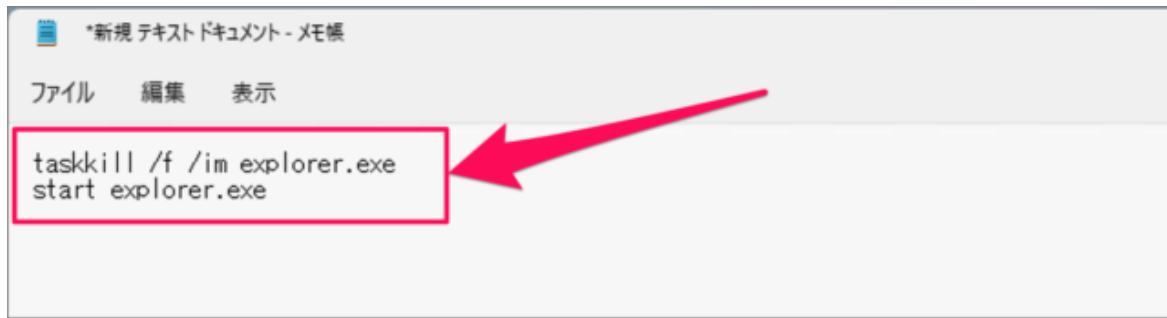 *新規 テキスト ドキュメント - メモ帳
ファイル 編集 表示
taskkill /f /im explorer.exe
start explorer.exe